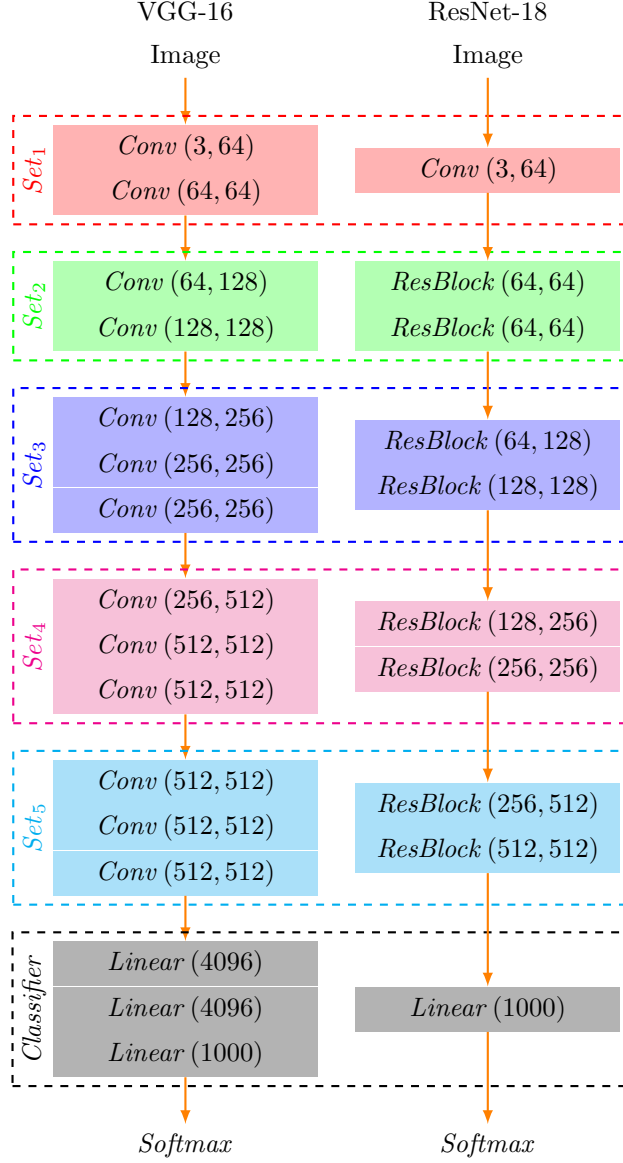 VGG-16
ResNet-18
Image
Image
Set1
Conv (3, 64)
Conv (64, 64)
Conv (3, 64)
Set2
Conv (64, 128)
Conv (128, 128)
ResBlock (64, 64)
ResBlock (64, 64)
Set3
Conv (128, 256)
Conv (256, 256)
Conv (256, 256)
ResBlock (64, 128)
ResBlock (128, 128)
Set4
Conv (256, 512)
Conv (512, 512)
Conv (512, 512)
ResBlock (128, 256)
ResBlock (256, 256)
Set5
Conv (512, 512)
Conv (512, 512)
Conv (512, 512)
ResBlock (256, 512)
ResBlock (512, 512)
Classifier
Linear (4096)
Linear (4096)
Linear (1000)
Linear (1000)
Softmax
Softmax